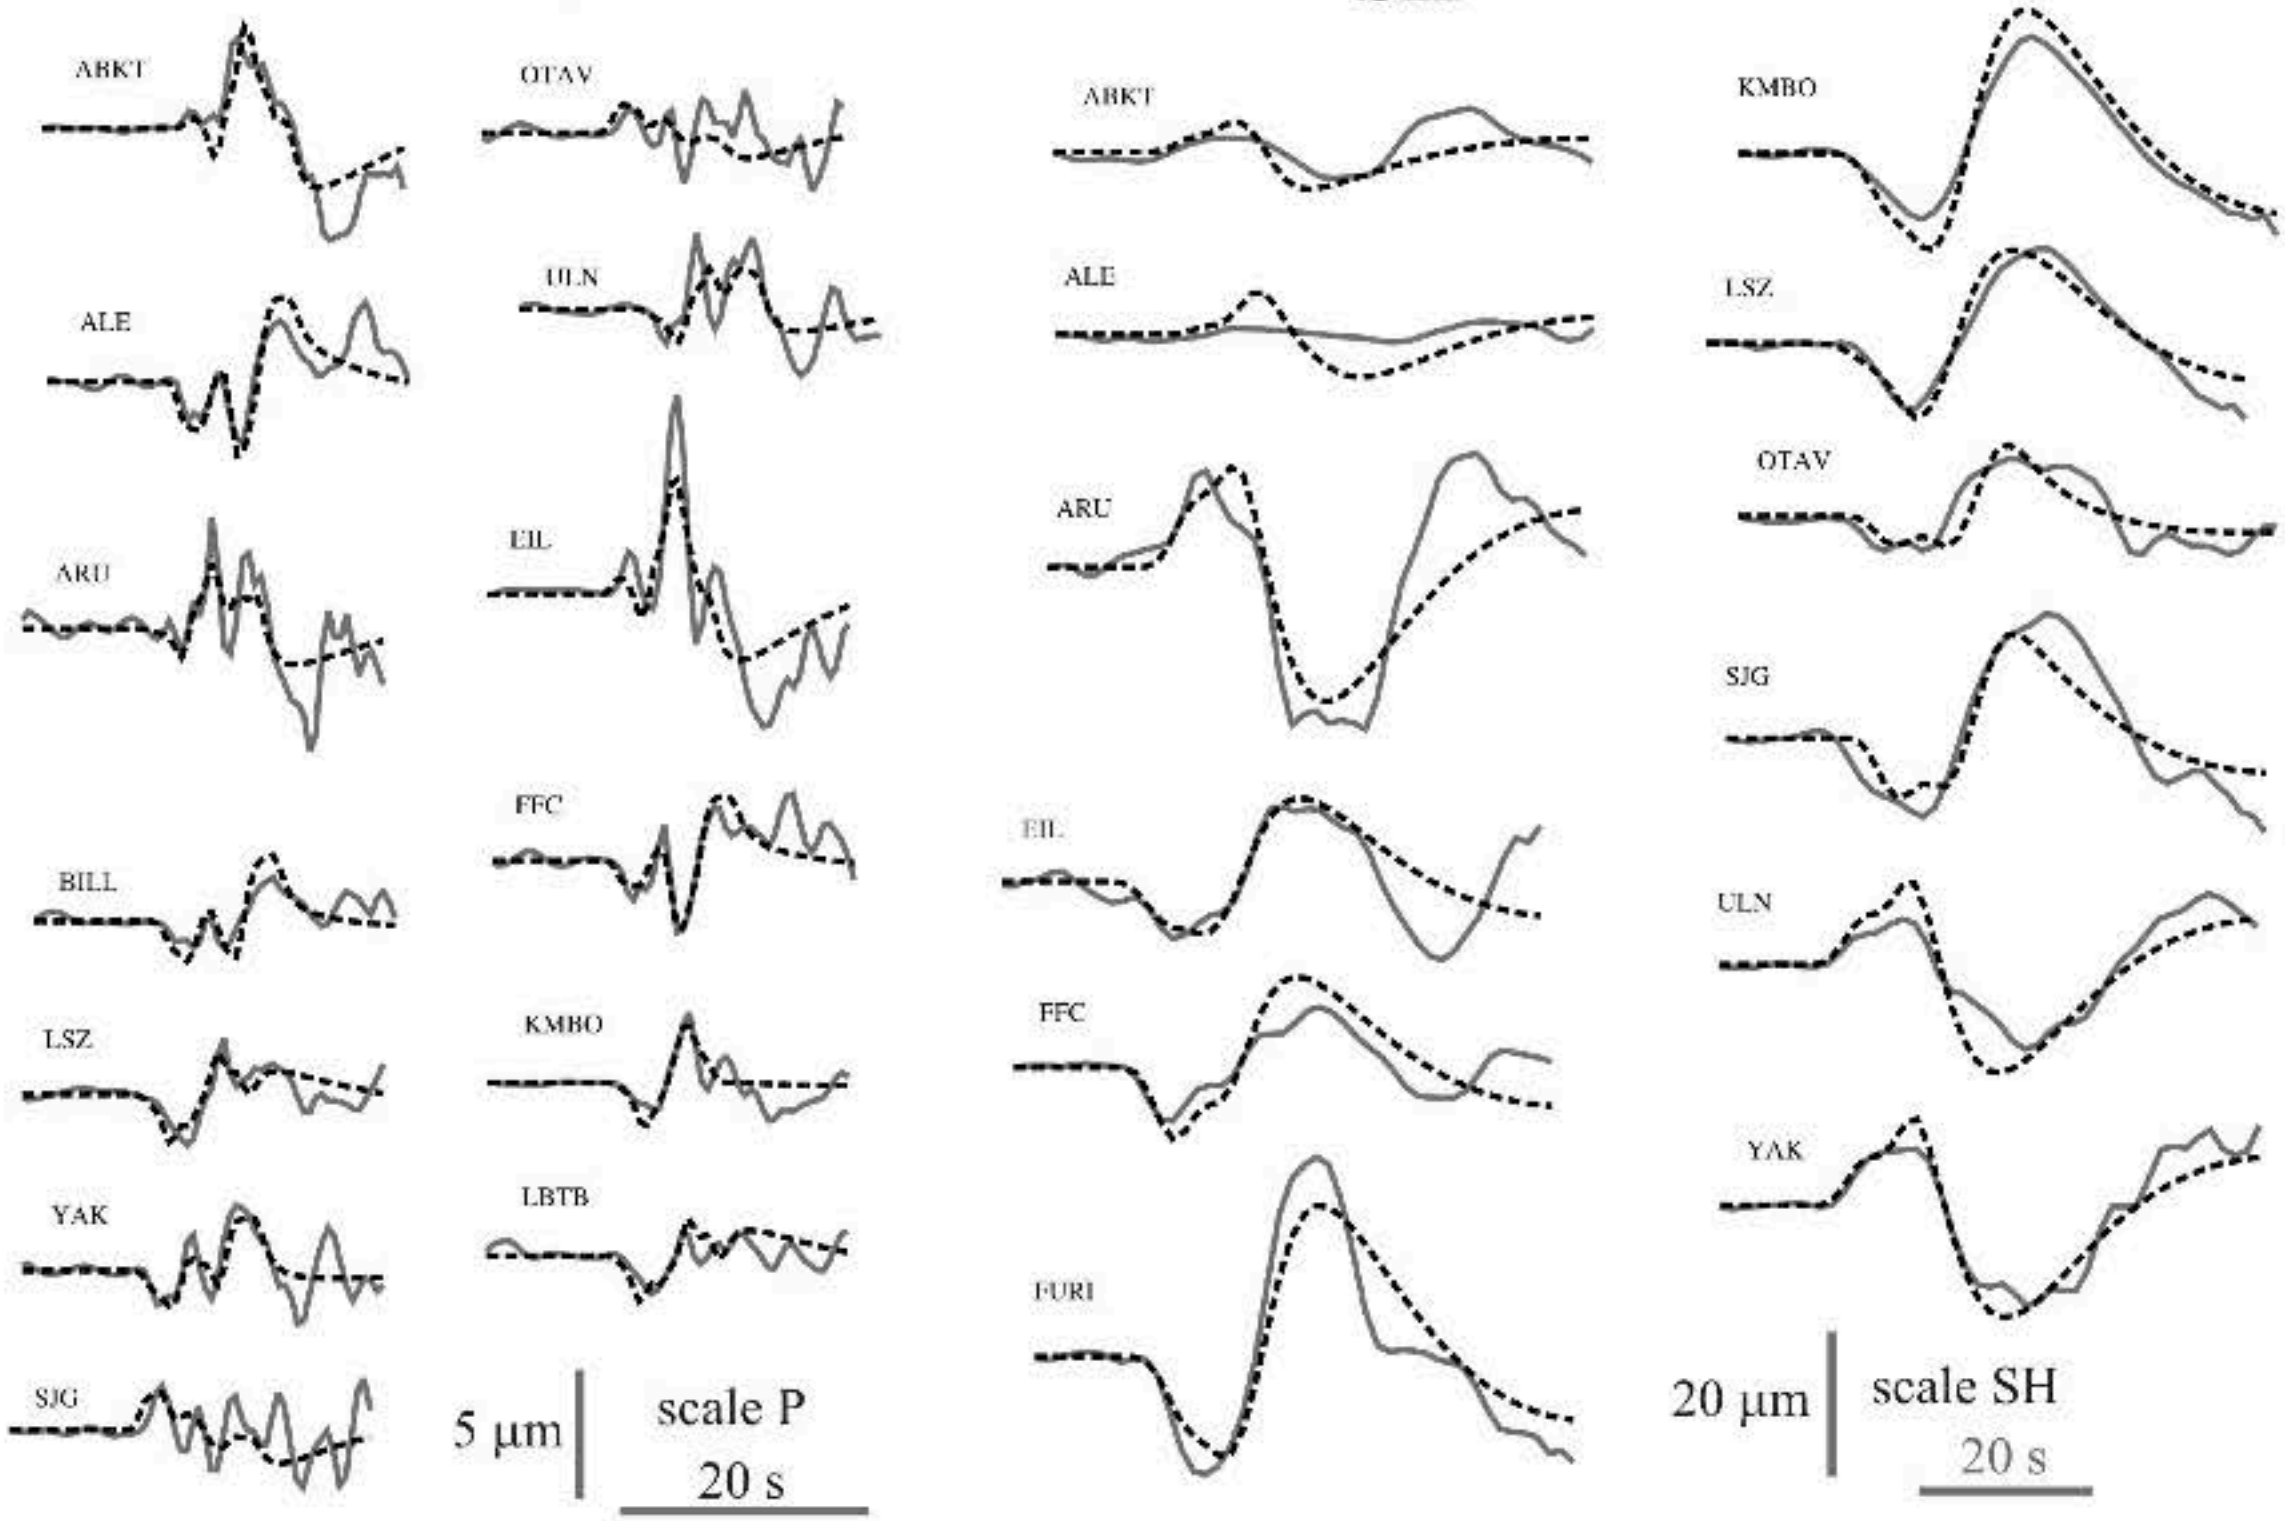 ABKT
ALE
ARU
BILL
LSZ
YAK
SJG
OTAV
ULN
EIL
FFC
KMBO
LBTB
5 μm
scale P
20 s
ABKT
ALE
ARU
EIL
FFC
FURI
KMBO
LSZ
OTAV
SJG
ULN
YAK
20 μm
scale SH
20 s